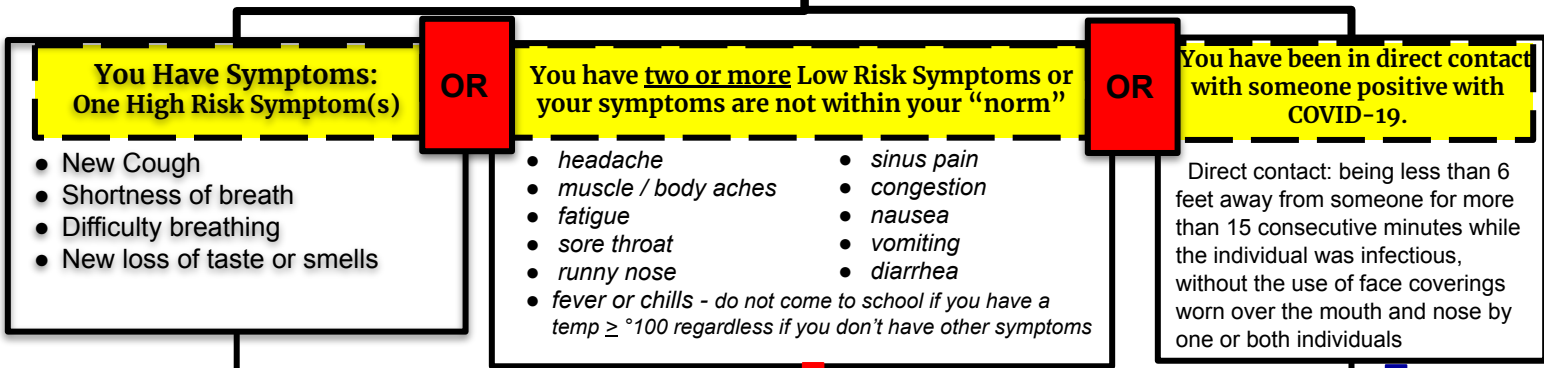 You Have Symptoms:
One High Risk Symptom(s)
● New Cough
● Shortness of breath
● Difficulty breathing
● New loss of taste or smells
OR
You have two or more Low Risk Symptoms or
your symptoms are not within your “norm”
● headache
● muscle / body aches
● fatigue
● sore throat
● runny nose
● sinus pain
● congestion
● nausea
● vomiting
● diarrhea
● fever or chills - do not come to school if you have a
temp ≥ °100 regardless if you don’t have other symptoms
OR
You have been in direct contact
with someone positive with
COVID-19.
Direct contact: being less than 6
feet away from someone for more
than 15 consecutive minutes while
the individual was infectious,
without the use of face coverings
worn over the mouth and nose by
one or both individuals